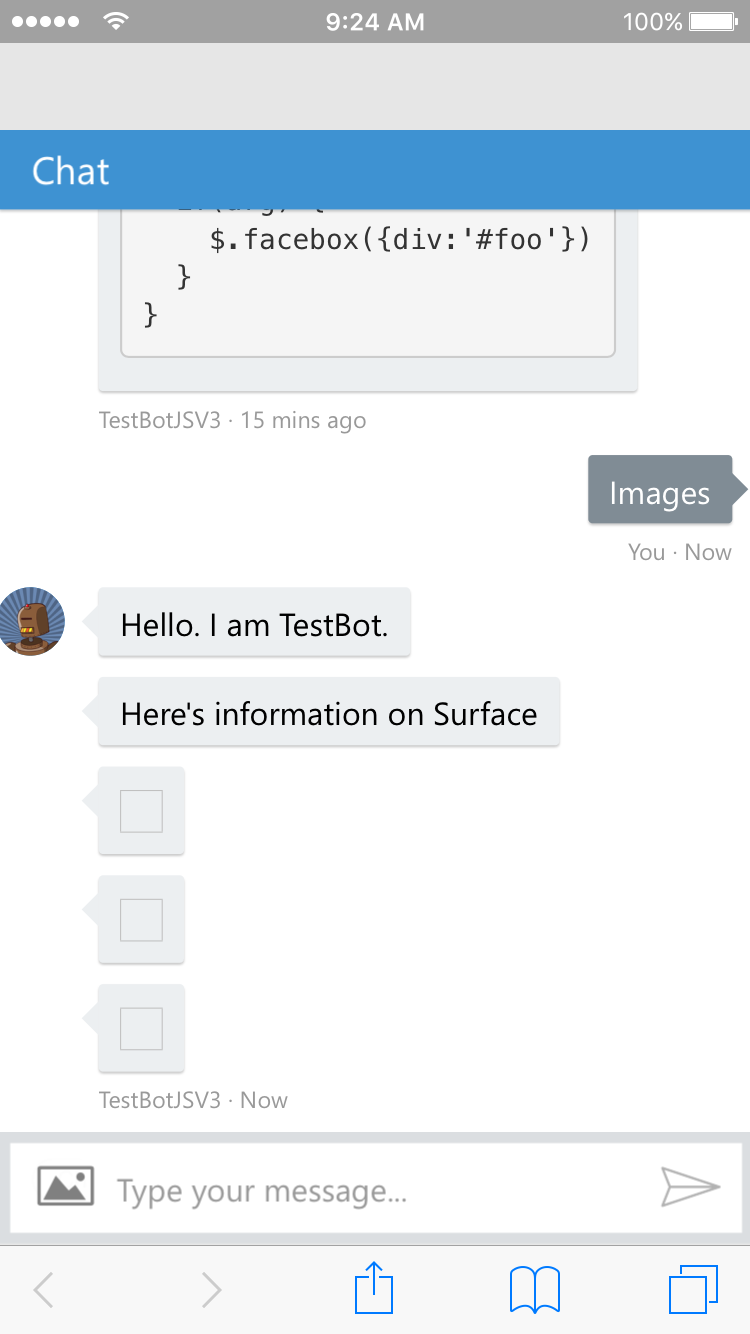 9:24 AM
100%
Chat
$.facebox({div:'#foo'})
}
}
TestBotJSV3 · 15 mins ago
Images
You · Now
Hello. I am TestBot.
Here's information on Surface
TestBotJSV3 · Now
Type your message...